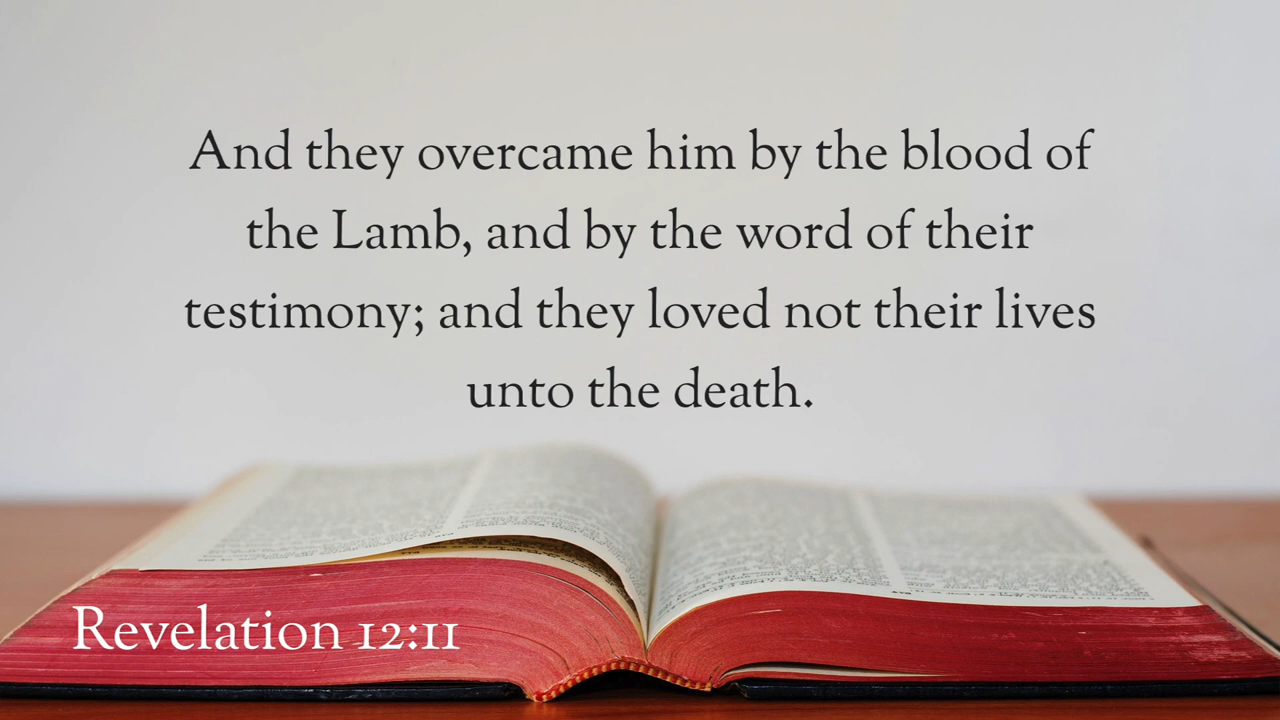 And they overcame him by the blood of
the Lamb, and by the word of their
testimony; and they loved not their lives
unto the death.
Revelation 12:11